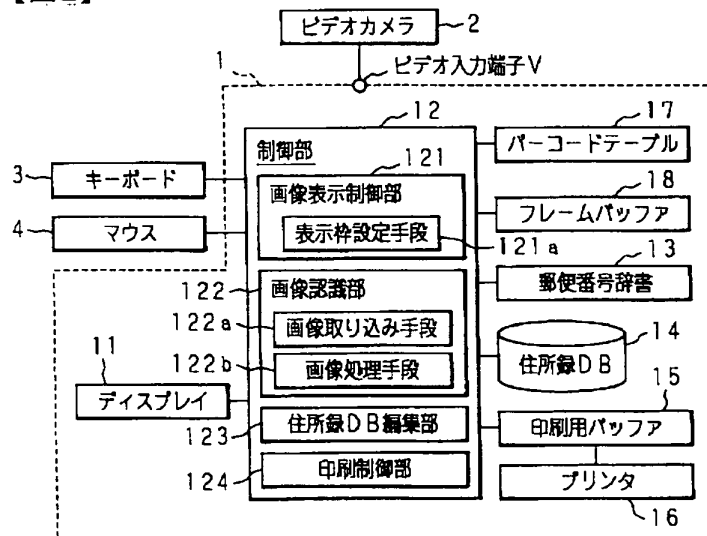 ビデオカメラ
2
1
ビデオ入力端子V
12
17
制御部
バーコードテーブル
121
3
キーボード
画像表示制御部
18
フレームバッファ
4
マウス
表示枠設定手段
121a
13
郵便番号辞書
122
画像認識部
122a
画像取り込み手段
14
122b
画像処理手段
住所録DB
11
ディスプレイ
15
123
住所録DB編集部
印刷用バッファ
124
印刷制御部
プリンタ
16